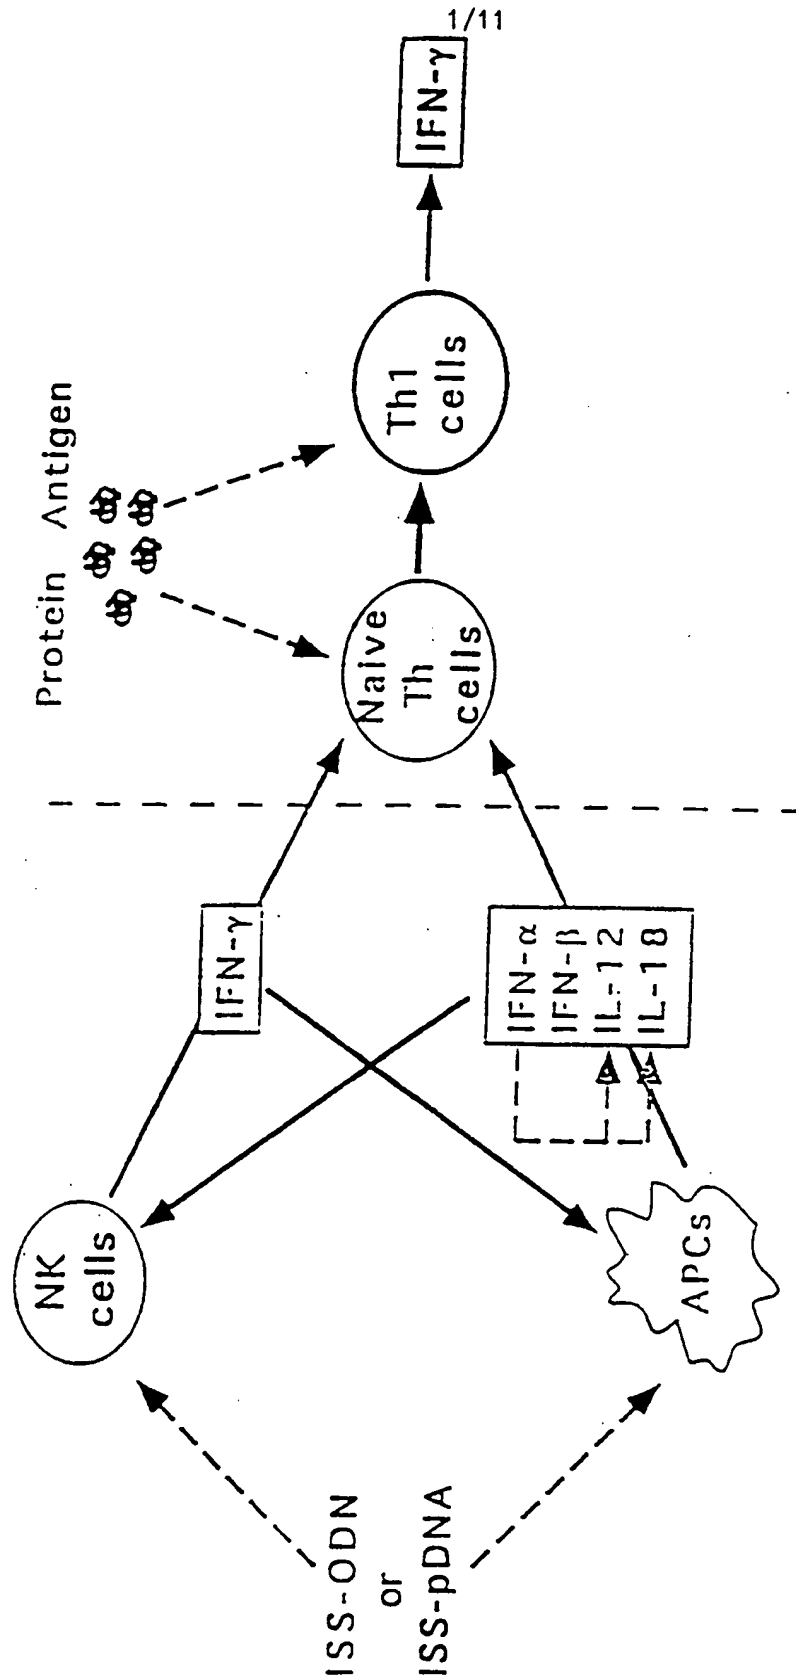 1/11
Protein Antigen
NK
cells
IFN-γ
ISS-ODN
or
ISS-pDNA
APCs
IFN-α
IFN-β
IL-12
IL-18
Naive
Th
cells
Th1
cells
IFN-γ